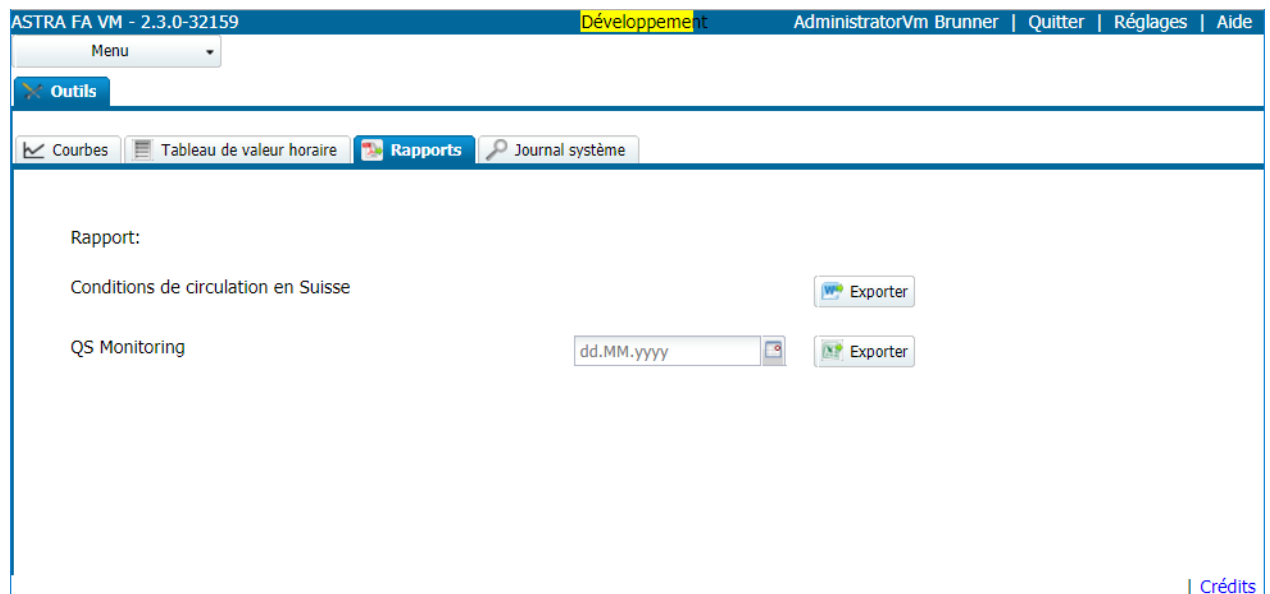 ASTRA FA VM - 2.3.0-32159 Développement AdministratorVm Brunner | Quitter | Réglages | Aide
Menu
Outils
Courbes Tableau de valeur horaire Rapports Journal système
Rapport:
Conditions de circulation en Suisse Exporter
QS Monitoring dd.MM.yyyy Exporter
| Crédits